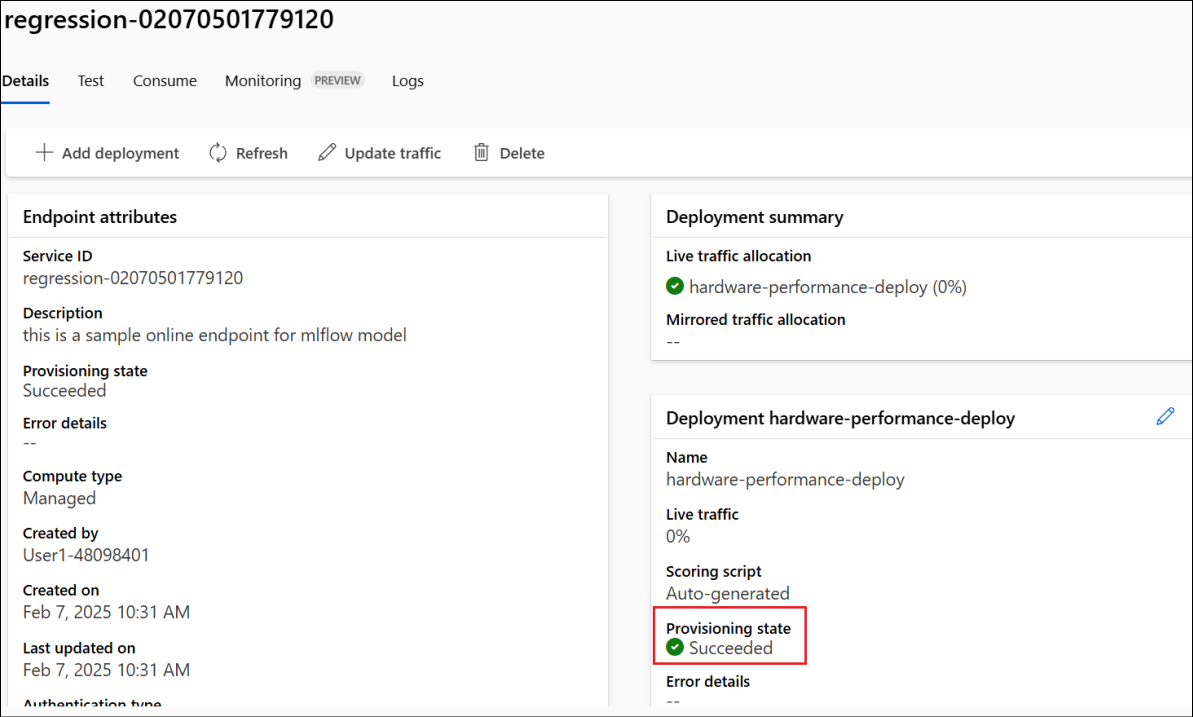 regression-02070501779120
Details Test Consume Monitoring PREVIEW Logs
Add deployment Refresh Update traffic Delete
Endpoint attributes
Service ID
regression-02070501779120
Description
this is a sample online endpoint for mlflow model
Provisioning state
Succeeded
Error details
--
Compute type
Managed
Created by
User1-48098401
Created on
Feb 7, 2025 10:31 AM
Last updated on
Feb 7, 2025 10:31 AM
Authentication type
Deployment summary
Live traffic allocation
hardware-performance-deploy (0%)
Mirrored traffic allocation
--
Deployment hardware-performance-deploy
Name
hardware-performance-deploy
Live traffic
0%
Scoring script
Auto-generated
Provisioning state
Succeeded
Error details
--